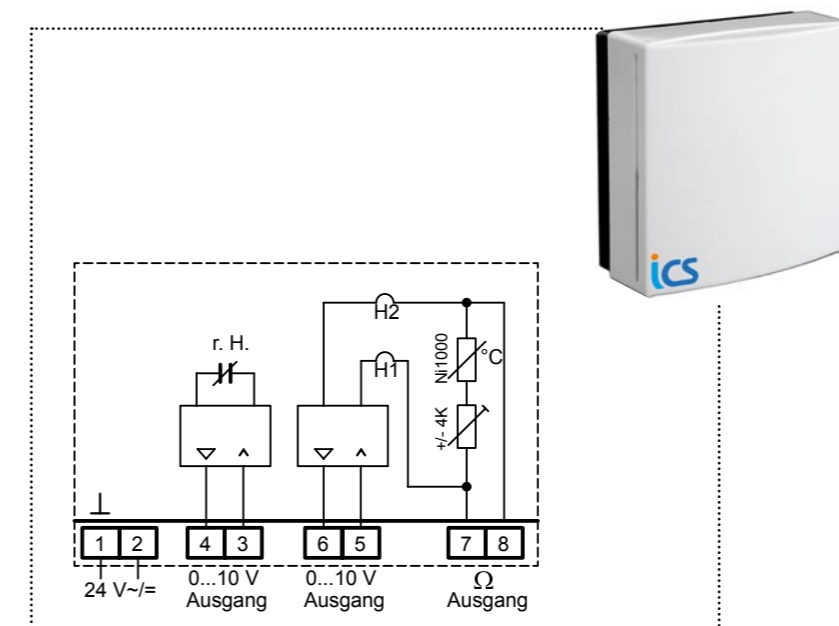 ics
H2
r. H.
H1
Ni1000
°C
+/- 4K
⊥
1 2 4 3 6 5 7 8
24 V~/= 0...10 V 0...10 V Ω
Ausgang Ausgang Ausgang